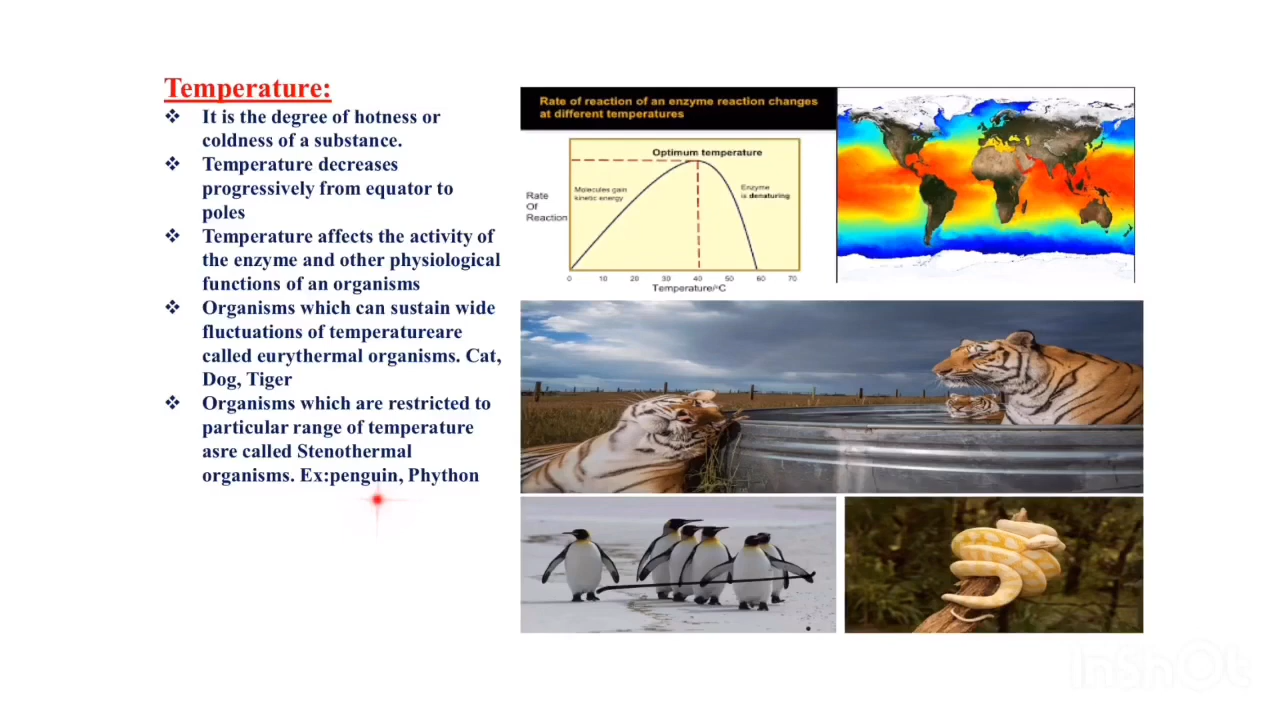 Temperature:
❖ It is the degree of hotness or
coldness of a substance.
❖ Temperature decreases
progressively from equator to
poles
❖ Temperature affects the activity of
the enzyme and other physiological
functions of an organisms
❖ Organisms which can sustain wide
fluctuations of temperatureare
called eurythermal organisms. Cat,
Dog, Tiger
❖ Organisms which are restricted to
particular range of temperature
asre called Stenothermal
organisms. Ex:penguin, Phython
Rate of reaction of an enzyme reaction changes
at different temperatures
Optimum temperature
Molecules gain
kinetic energy
Enzyme
is denaturing
Rate
Of
Reaction
0 10 20 30 40 50 60 70
Temperature/°C
InShOt